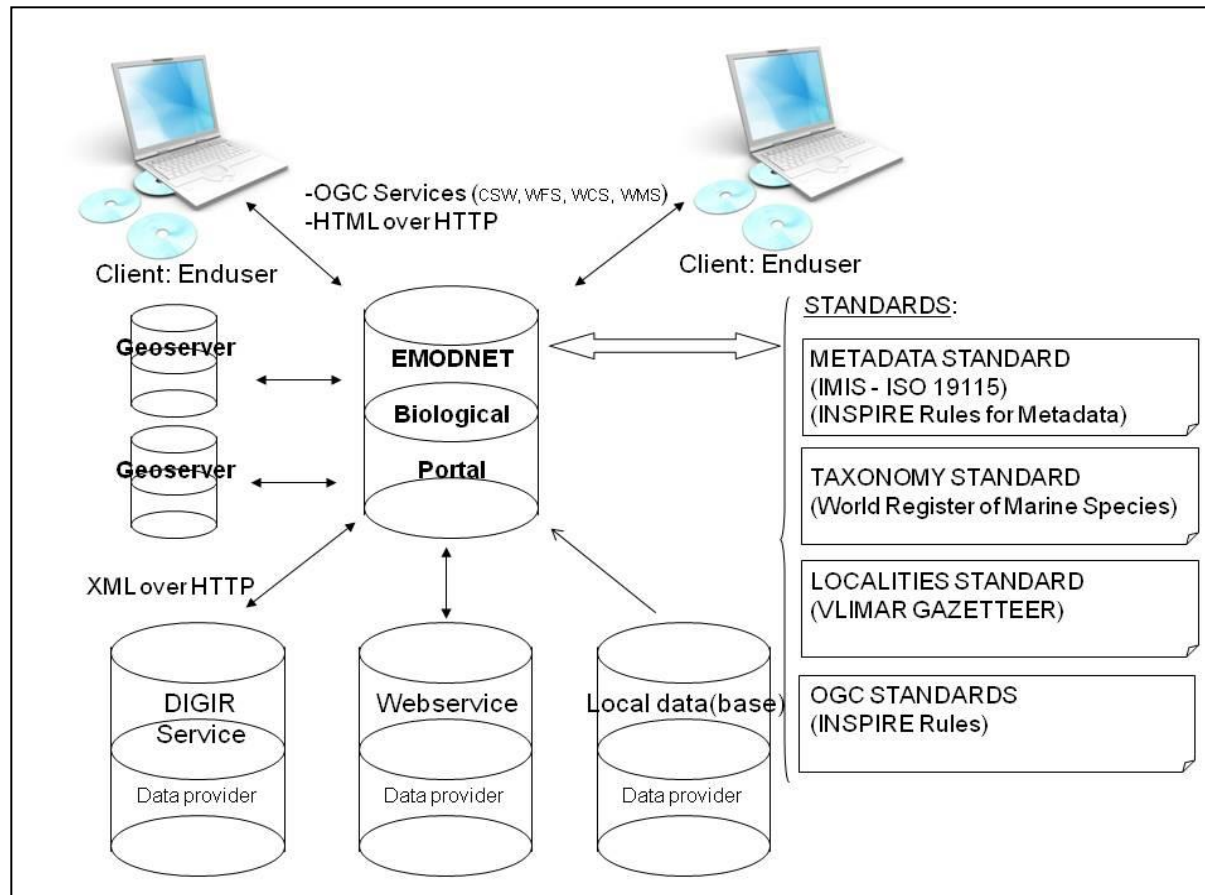 -OGC Services (CSW, WFS, WCS, WMS)
-HTML over HTTP
Client: Enduser
Client: Enduser
Geoserver
Geoserver
EMODNET
Biological
Portal
XML over HTTP
DIGIR
Service
Data provider
Webservice
Data provider
Local data(base)
Data provider
STANDARDS:
METADATA STANDARD
(IMIS - ISO 19115)
(INSPIRE Rules for Metadata)
TAXONOMY STANDARD
(World Register of Marine Species)
LOCALITIES STANDARD
(VLIMAR GAZETTEER)
OGC STANDARDS
(INSPIRE Rules)